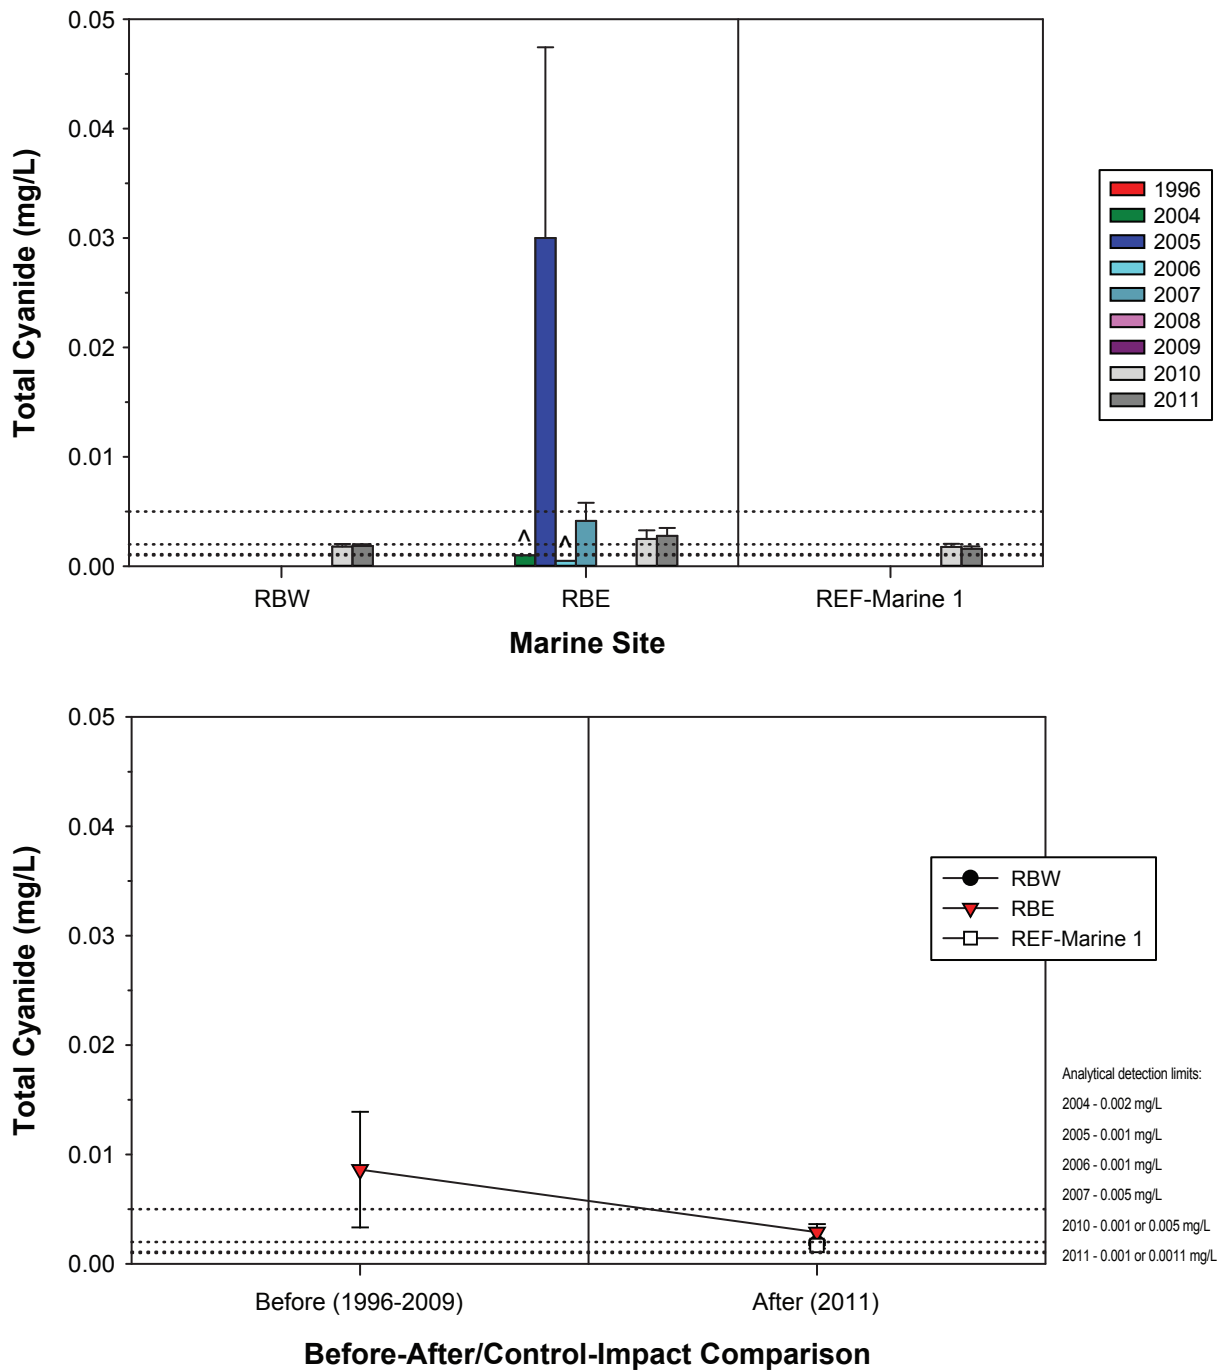 0.05
0.04
0.03
0.02
0.01
0.00
Total Cyanide (mg/L)
^
^
RBW
RBE
REF-Marine 1
Marine Site
1996
2004
2005
2006
2007
2008
2009
2010
2011
0.05
0.04
0.03
0.02
0.01
0.00
Total Cyanide (mg/L)
RBW
RBE
REF-Marine 1
Before (1996-2009)
After (2011)
Before-After/Control-Impact Comparison
Analytical detection limits:
2004 - 0.002 mg/L
2005 - 0.001 mg/L
2006 - 0.001 mg/L
2007 - 0.005 mg/L
2010 - 0.001 or 0.005 mg/L
2011 - 0.001 or 0.0011 mg/L